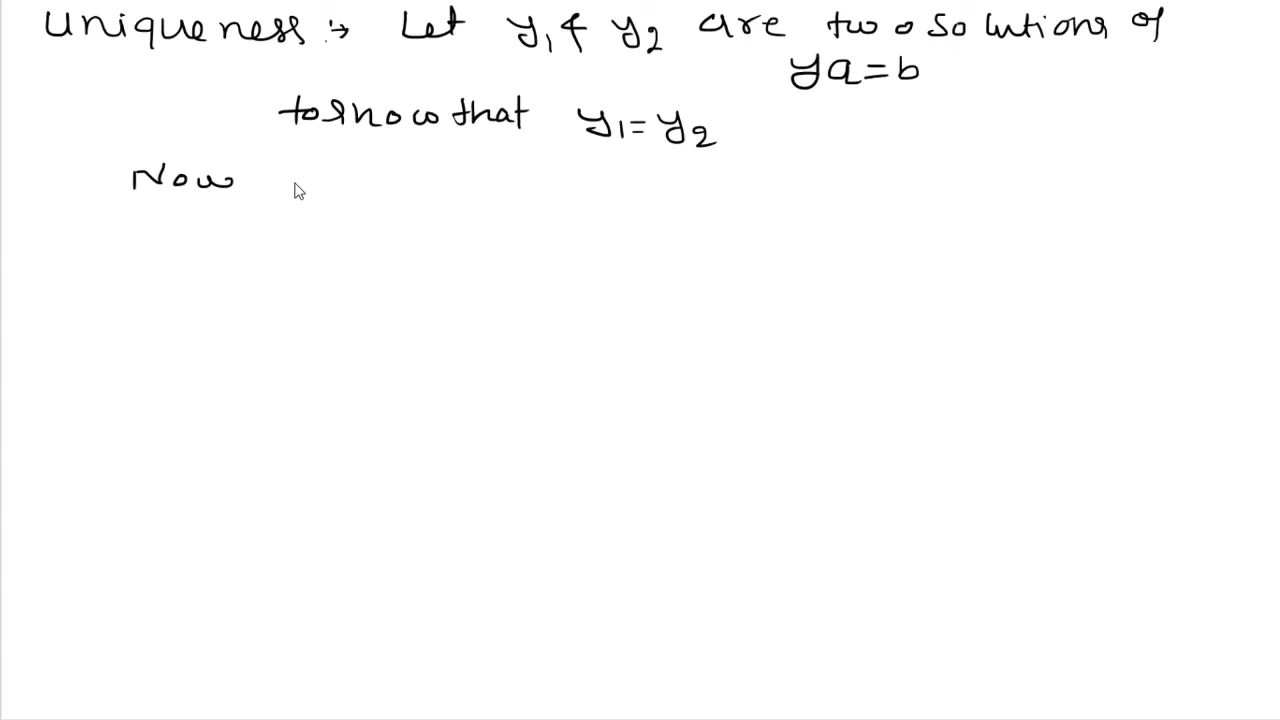 Uniqueness :→ Let y₁ & y₂ are two solutions of
ya = b
to show that y₁ = y₂
Now